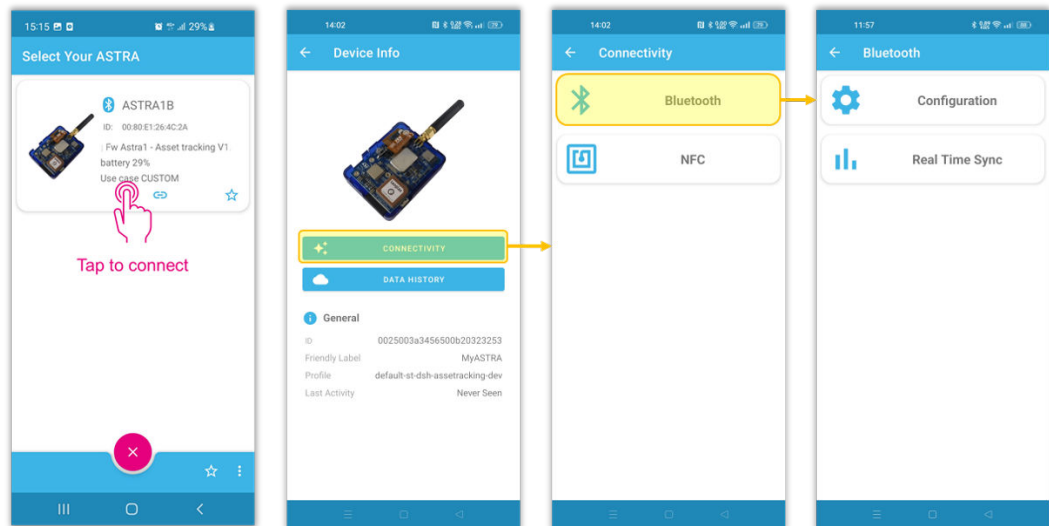 15:15
29%
Select Your ASTRA
ASTRA1B
ID: 00:80:E1:26:4C:2A
Fw Astra1 - Asset tracking V1
battery 29%
Use case CUSTOM
Tap to connect
14:02
29
Device Info
CONNECTIVITY
DATA HISTORY
General
ID 0025003a3456500b20323253
Friendly Label MyASTRA
Profile default-st-dsh-assetracking-dev
Last Activity Never Seen
14:02
29
Connectivity
Bluetooth
NFC
11:57
Bluetooth
Configuration
Real Time Sync